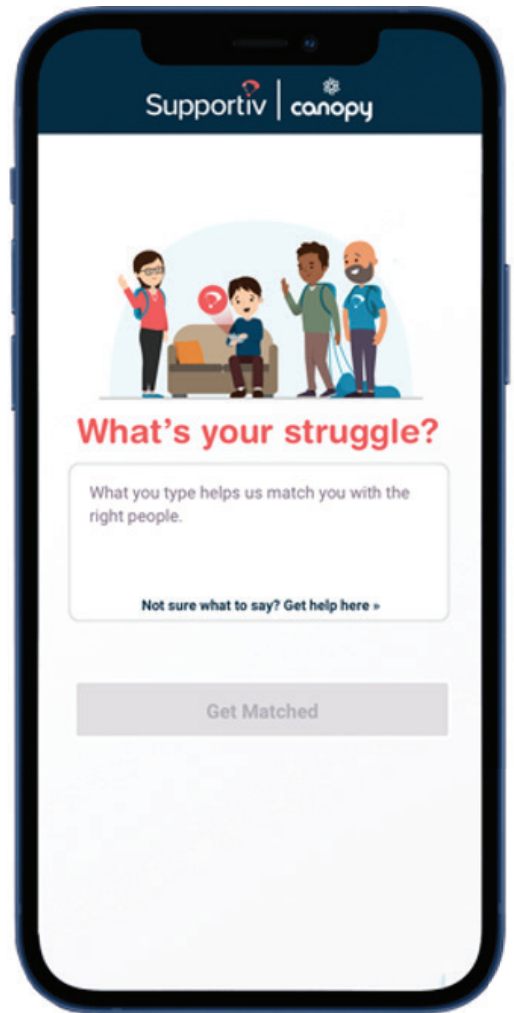 Supportiv | canopy
What's your struggle?
What you type helps us match you with the
right people.
Not sure what to say? Get help here »
Get Matched